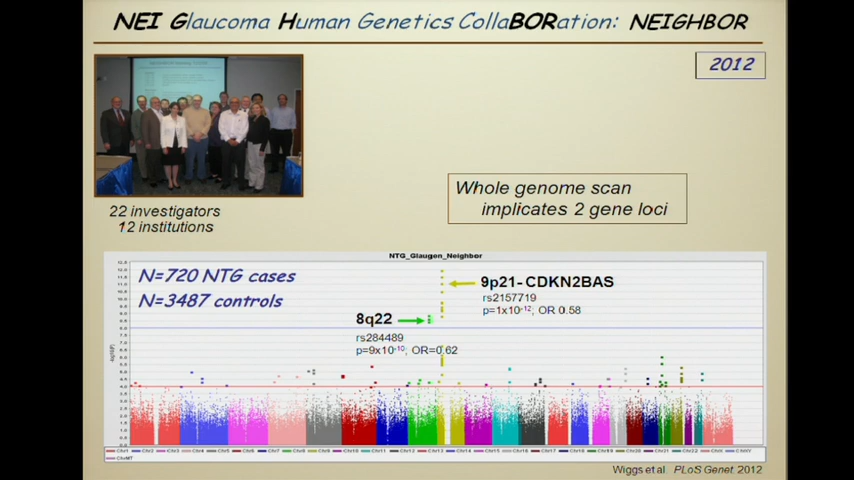 NEI Glaucoma Human Genetics CollaBORation: NEIGHBOR
2012
22 investigators
12 institutions
Whole genome scan
implicates 2 gene loci
NTG_Glaugen_Neighbor
N=720 NTG cases
N=3487 controls
9p21- CDKN2BAS
rs2157719
p=1x10-12; OR 0.58
8q22
rs284489
p=9x10-10; OR=0.62
Wiggs et al PLoS Genet. 2012